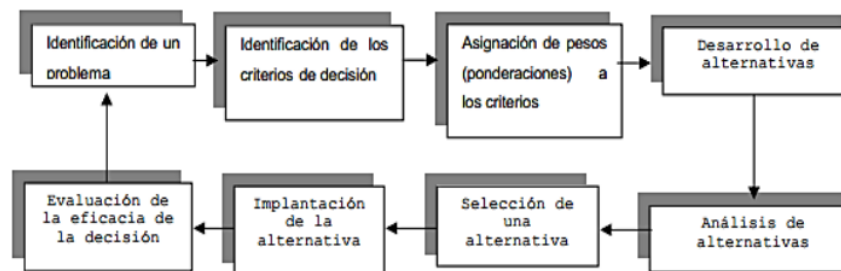 Identificación de un
problema
Identificación de los
criterios de decisión
Asignación de pesos
(ponderaciones) a
los criterios
Desarrollo de
alternativas
Análisis de
alternativas
Selección de
una
alternativa
Implantación
de la
alternativa
Evaluación de
la eficacia de
la decisión